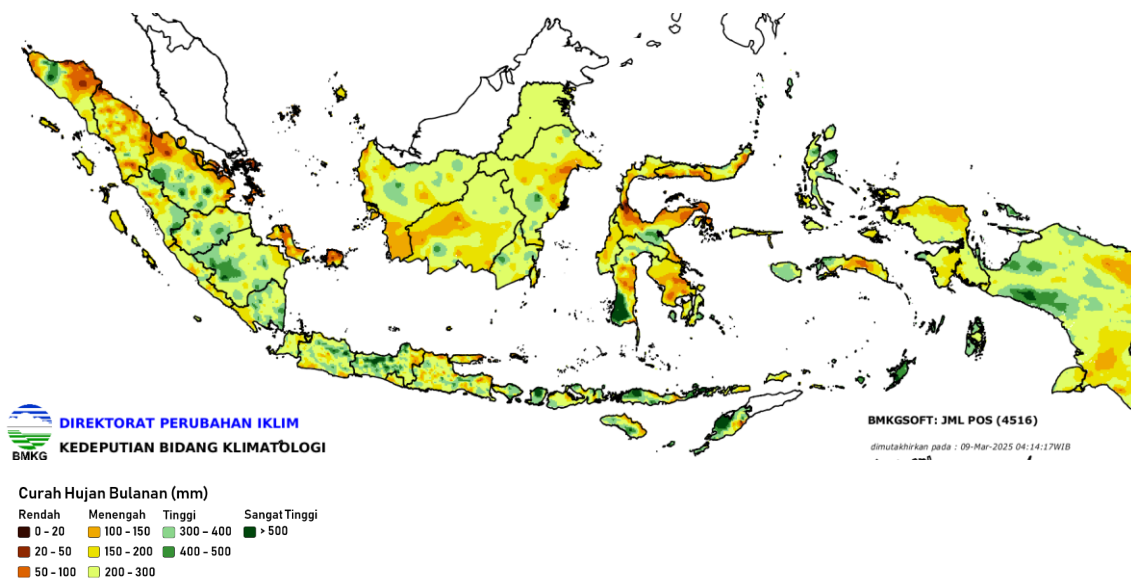 DIREKTORAT PERUBAHAN IKLIM
KEDEPUTIAN BIDANG KLIMATOLOGI
BMKG
BMKGSOFT: JML POS (4516)
dimutakhirkan pada : 09-Mar-2025 04:14:17WIB
Curah Hujan Bulanan (mm)
Rendah Menengah Tinggi Sangat Tinggi
0 - 20 100 - 150 300 - 400 > 500
20 - 50 150 - 200 400 - 500
50 - 100 200 - 300